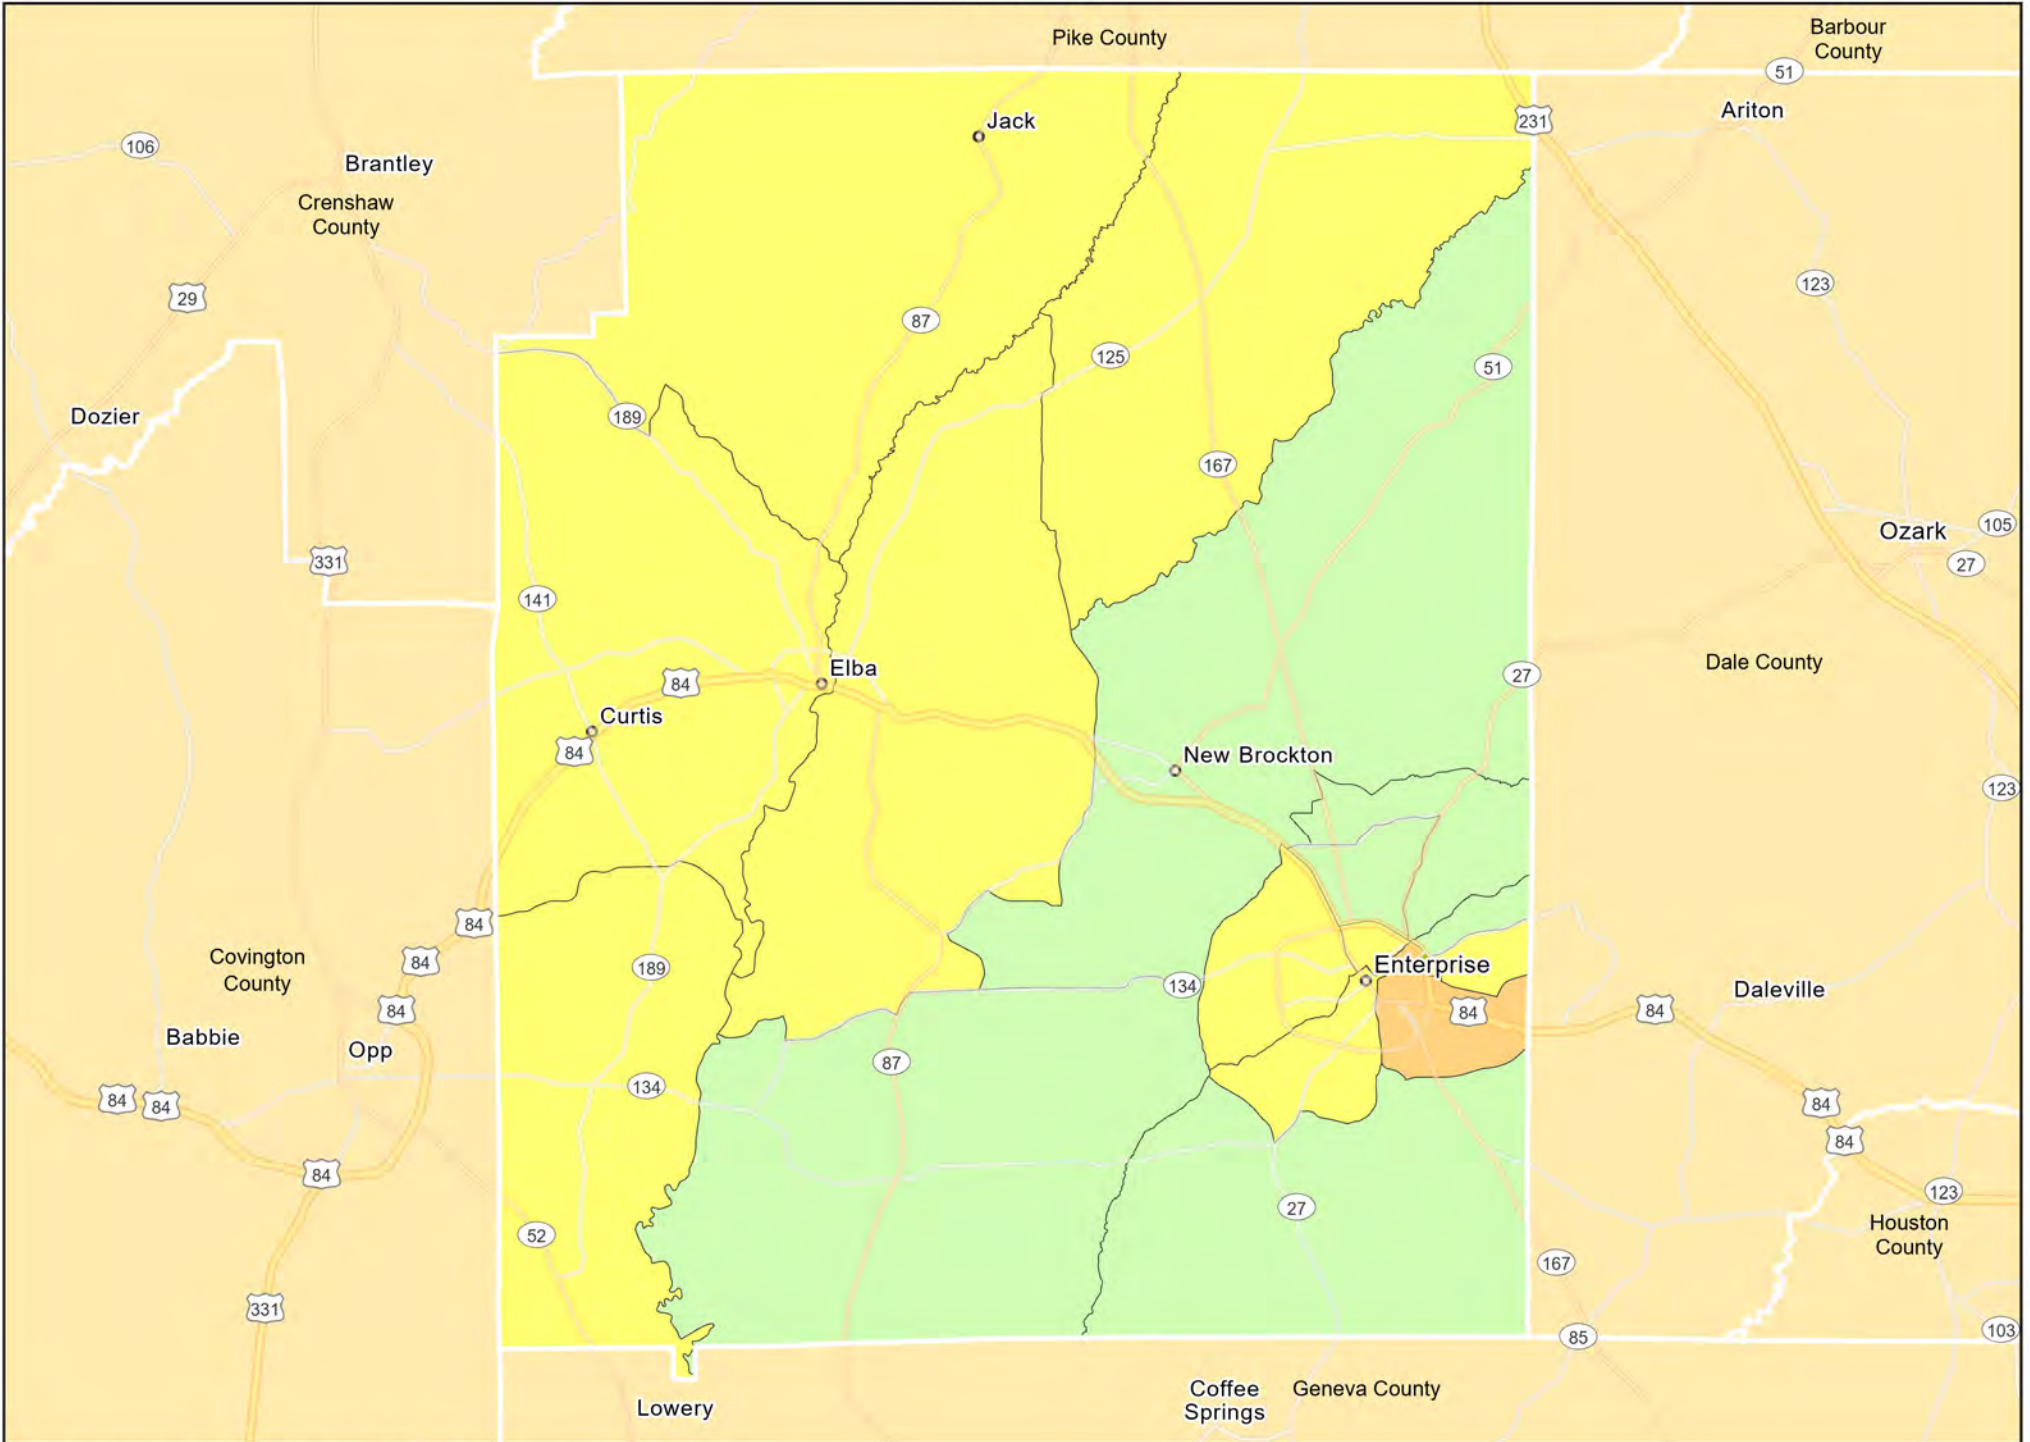 Pike County
Barbour
County
51
Ariton
Jack
231
106
Brantley
Crenshaw
County
29
123
87
125
51
Dozier
189
167
Ozark
105
27
331
141
Dale County
Elba
27
84
Curtis
84
New Brockton
123
84
Covington
County
84
189
Enterprise
134
84
Daleville
84
84
Babbie
Opp
87
134
84
84
84
84
84
123
27
Houston
County
52
167
331
103
85
Coffee
Springs
Geneva County
Lowery